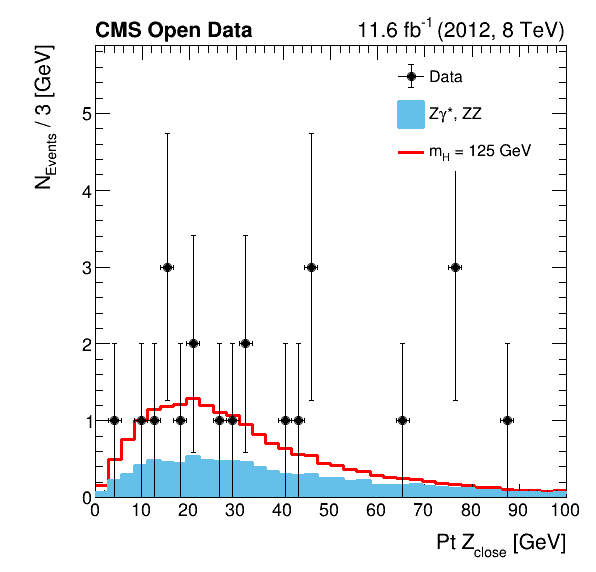 CMS Open Data 11.6 fb⁻¹ (2012, 8 TeV)
N_Events / 3 [GeV]
Data
Zγ*, ZZ
m_H = 125 GeV
5
4
3
2
1
0
0 10 20 30 40 50 60 70 80 90 100
Pt Z_close [GeV]